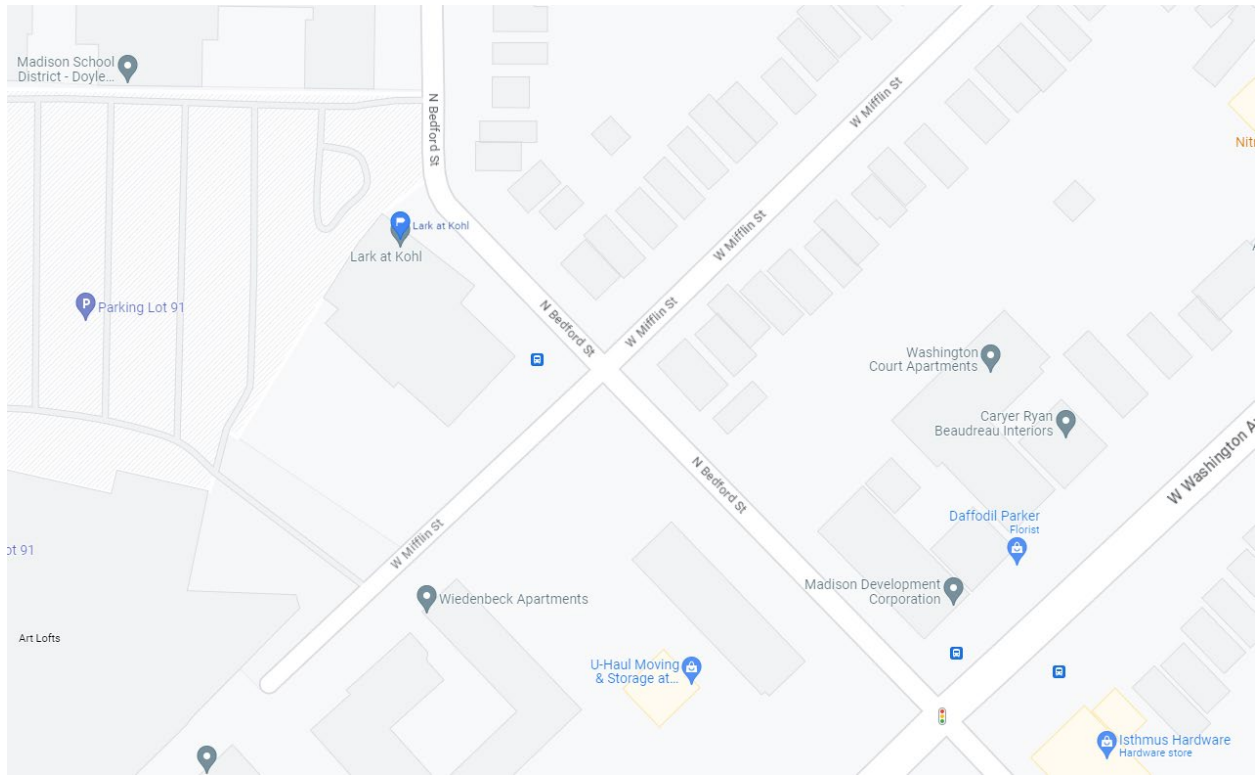 Madison School
District - Doyle...
N Bedford St
W Mifflin St
Nit
Lark at Kohl
Lark at Kohl
W Mifflin St
P Parking Lot 91
N Bedford St
W Mifflin St
Washington
Court Apartments
Caryer Ryan
Beaudreau Interiors
W Washington A
N Bedford St
Daffodil Parker
Florist
W Mifflin St
ot 91
Madison Development
Corporation
Wiedenbeck Apartments
Art Lofts
U-Haul Moving
& Storage at...
Isthmus Hardware
Hardware store